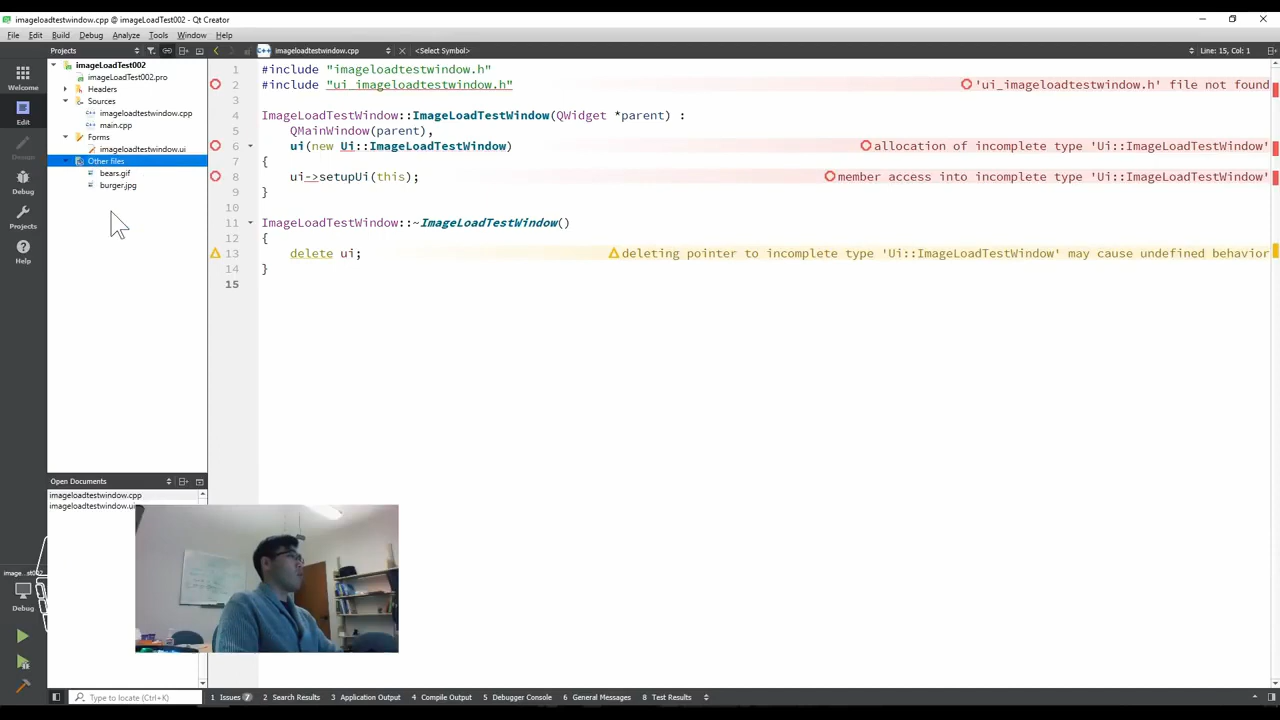 imageloadtestwindow.cpp @ imageLoadTest002 - Qt Creator
File Edit Build Debug Analyze Tools Window Help
Projects
imageloadtestwindow.cpp
<Select Symbol>
Line: 15, Col: 1
Welcome
Edit
Design
Debug
Projects
Help
imageLoadTest002
imageLoadTest002.pro
Headers
Sources
imageloadtestwindow.cpp
main.cpp
Forms
imageloadtestwindow.ui
Other files
bears.gif
burger.jpg
1 #include "imageloadtestwindow.h"
2 #include "ui_imageloadtestwindow.h" 'ui_imageloadtestwindow.h' file not found
3
4 ImageLoadTestWindow::ImageLoadTestWindow(QWidget *parent) :
5 QMainWindow(parent),
6 ui(new Ui::ImageLoadTestWindow) allocation of incomplete type 'Ui::ImageLoadTestWindow'
7 {
8 ui->setupUi(this); member access into incomplete type 'Ui::ImageLoadTestWindow'
9 }
10
11 ImageLoadTestWindow::~ImageLoadTestWindow()
12 {
13 delete ui; deleting pointer to incomplete type 'Ui::ImageLoadTestWindow' may cause undefined behavior
14 }
15
Open Documents
imageloadtestwindow.cpp
imageloadtestwindow.ui
Debug
Type to locate (Ctrl+K)
1 Issues 7 2 Search Results 3 Application Output 4 Compile Output 5 Debugger Console 6 General Messages 8 Test Results